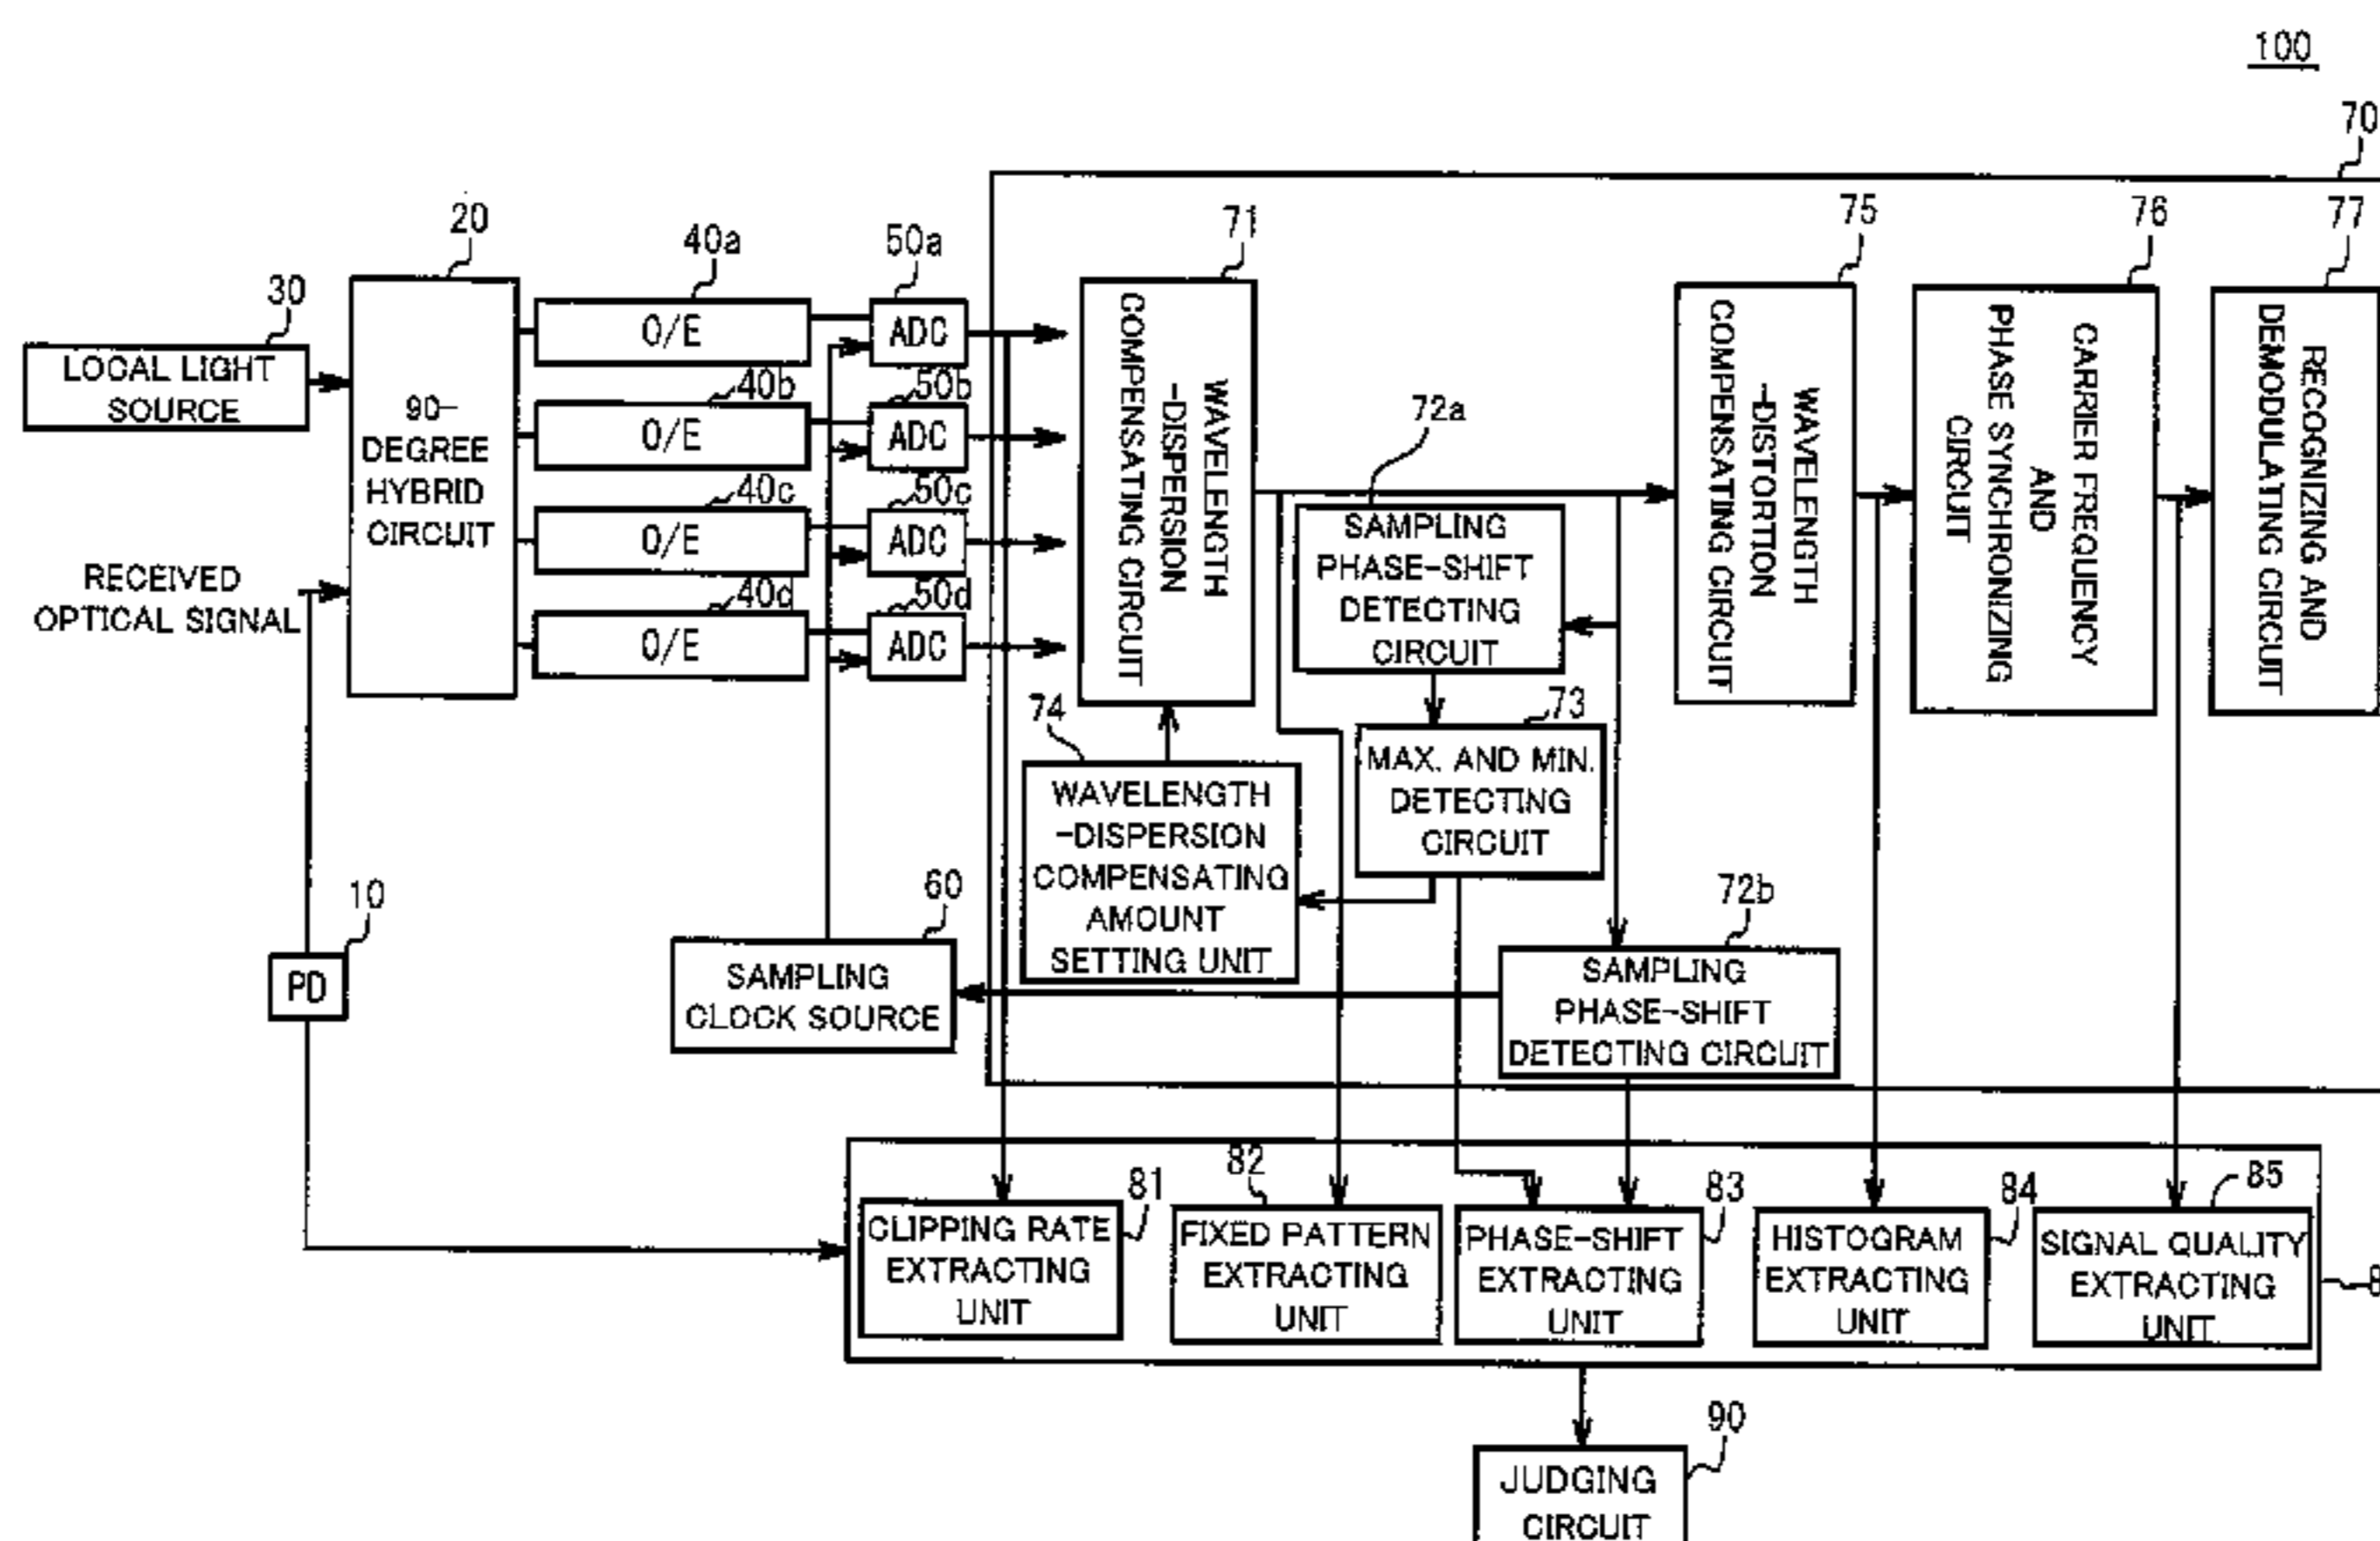 100
70
20
40a
50a
71
75
76
77
30
LOCAL LIGHT
SOURCE
90-
DEGREE
HYBRID
CIRCUIT
O/E
ADC
40b
50b
O/E
ADC
40c
50c
O/E
ADC
40d
50d
O/E
ADC
RECEIVED
OPTICAL SIGNAL
WAVELENGTH
-DISPERSION
COMPENSATING CIRCUIT
72a
SAMPLING
PHASE-SHIFT
DETECTING
CIRCUIT
WAVELENGTH
-DISTORTION
COMPENSATING CIRCUIT
CARRIER FREQUENCY
AND
PHASE SYNCHRONIZING
CIRCUIT
RECOGNIZING AND
DEMODULATING CIRCUIT
74
73
WAVELENGTH
-DISPERSION
COMPENSATING
AMOUNT
SETTING UNIT
MAX. AND MIN.
DETECTING
CIRCUIT
10
PD
60
SAMPLING
CLOCK SOURCE
72b
SAMPLING
PHASE-SHIFT
DETECTING CIRCUIT
81
CLIPPING RATE
EXTRACTING
UNIT
82
FIXED PATTERN
EXTRACTING
UNIT
83
PHASE-SHIFT
EXTRACTING
UNIT
84
HISTOGRAM
EXTRACTING
UNIT
85
SIGNAL QUALITY
EXTRACTING
UNIT
90
JUDGING
CIRCUIT